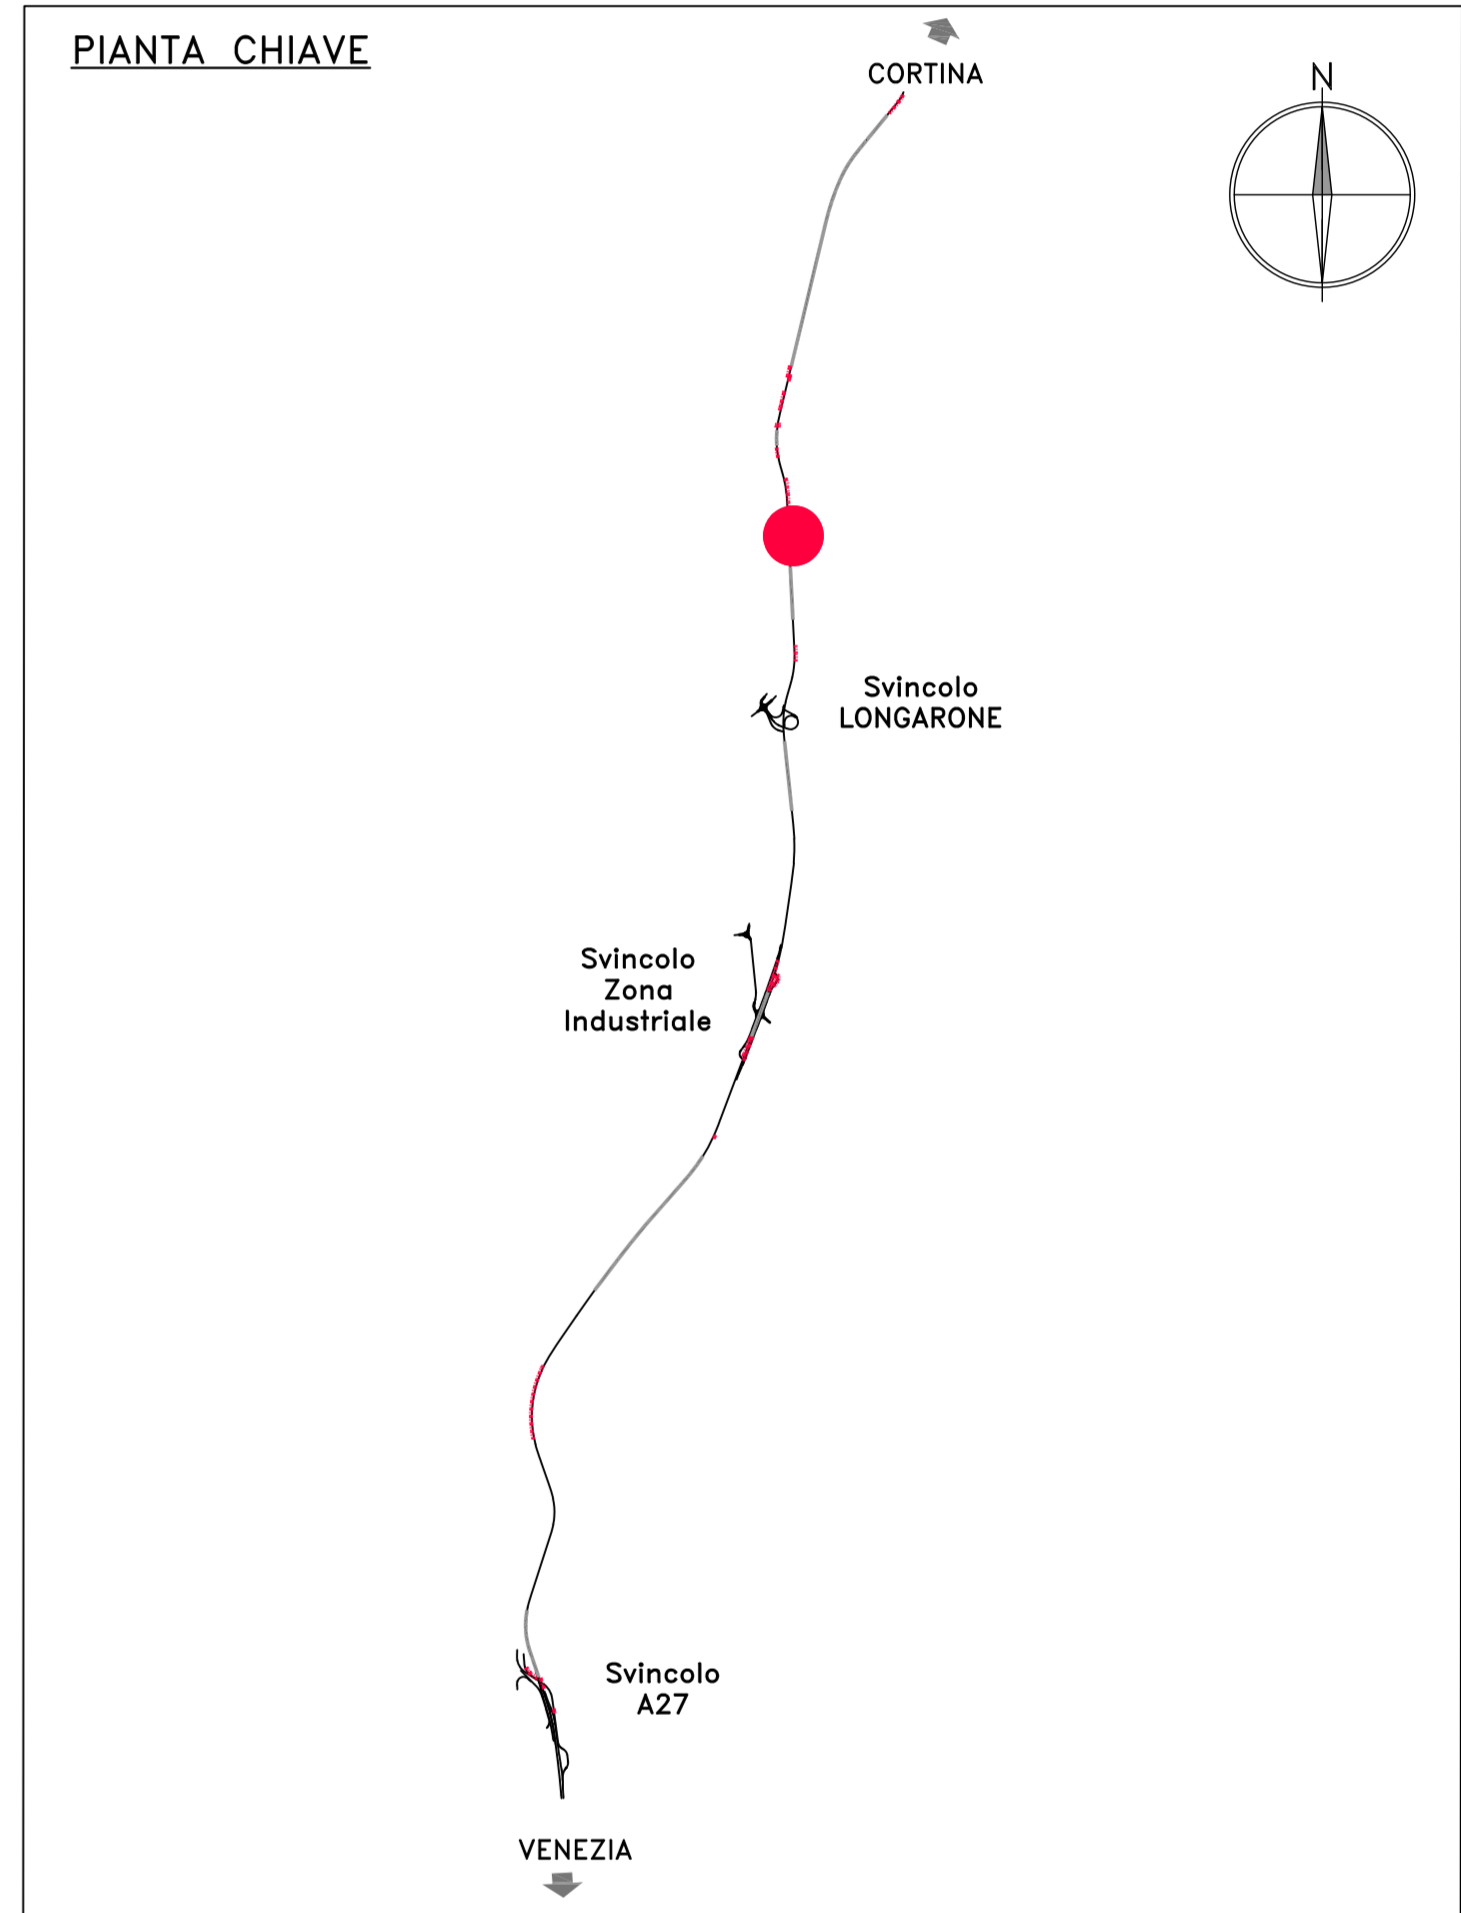 PIANTA CHIAVE
CORTINA
N
Svincolo
LONGARONE
Svincolo
Zona
Industriale
Svincolo
A27
VENEZIA